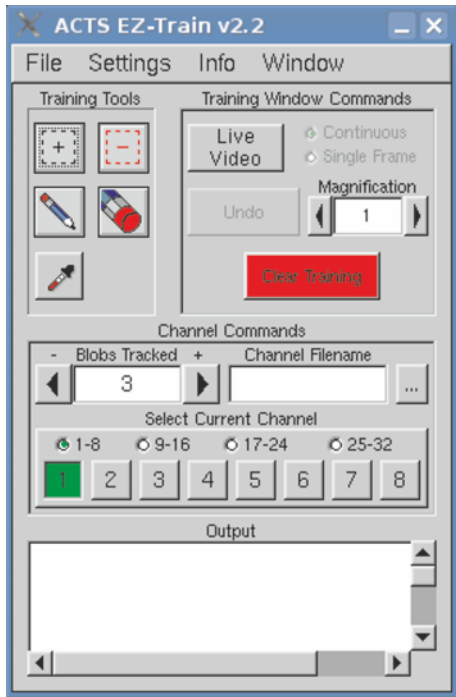 ACTS EZ-Train v2.2
File Settings Info Window
Training Tools
Training Window Commands
Live
Video
Continuous
Single Frame
Undo
Magnification
1
Clear Training
Channel Commands
- Blobs Tracked + Channel Filename
3
...
Select Current Channel
1-8 9-16 17-24 25-32
1 2 3 4 5 6 7 8
Output